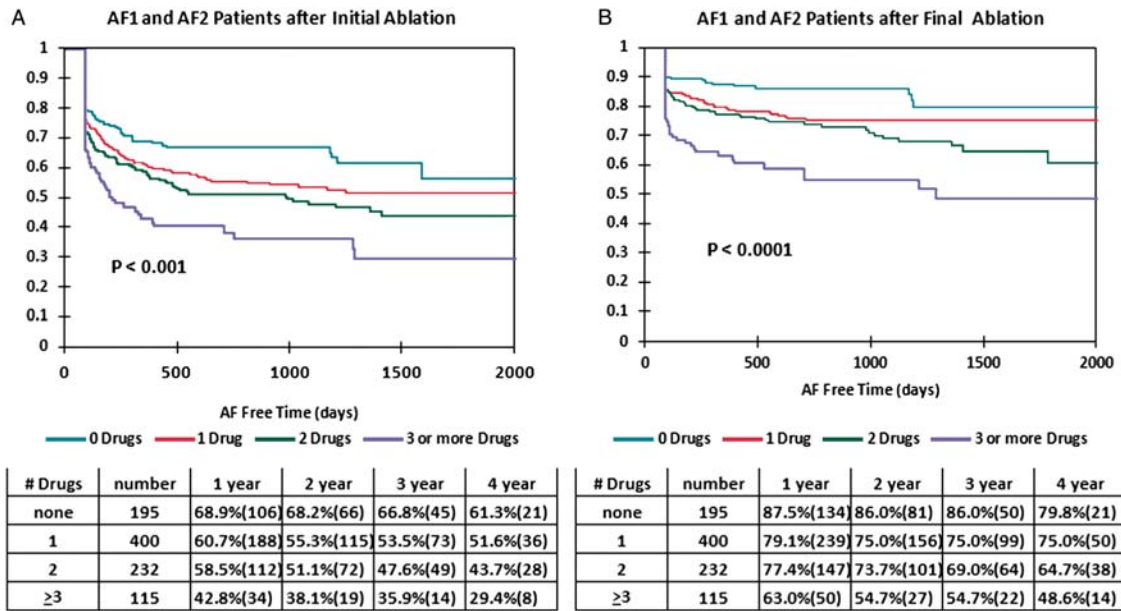 A
AF1 and AF2 Patients after Initial Ablation
1
0.9
0.8
0.7
0.6
0.5
0.4
0.3
0.2
0.1
0
P < 0.001
0 500 1000 1500 2000
AF Free Time (days)
0 Drugs 1 Drug 2 Drugs 3 or more Drugs
# Drugs number 1 year 2 year 3 year 4 year
none 195 68.9%(106) 68.2%(66) 66.8%(45) 61.3%(21)
1 400 60.7%(188) 55.3%(115) 53.5%(73) 51.6%(36)
2 232 58.5%(112) 51.1%(72) 47.6%(49) 43.7%(28)
≥3 115 42.8%(34) 38.1%(19) 35.9%(14) 29.4%(8)
B
AF1 and AF2 Patients after Final Ablation
1
0.9
0.8
0.7
0.6
0.5
0.4
0.3
0.2
0.1
0
P < 0.0001
0 500 1000 1500 2000
AF Free Time (days)
0 Drugs 1 Drug 2 Drugs 3 or more Drugs
# Drugs number 1 year 2 year 3 year 4 year
none 195 87.5%(134) 86.0%(81) 86.0%(50) 79.8%(21)
1 400 79.1%(239) 75.0%(156) 75.0%(99) 75.0%(50)
2 232 77.4%(147) 73.7%(101) 69.0%(64) 64.7%(38)
≥3 115 63.0%(50) 54.7%(27) 54.7%(22) 48.6%(14)